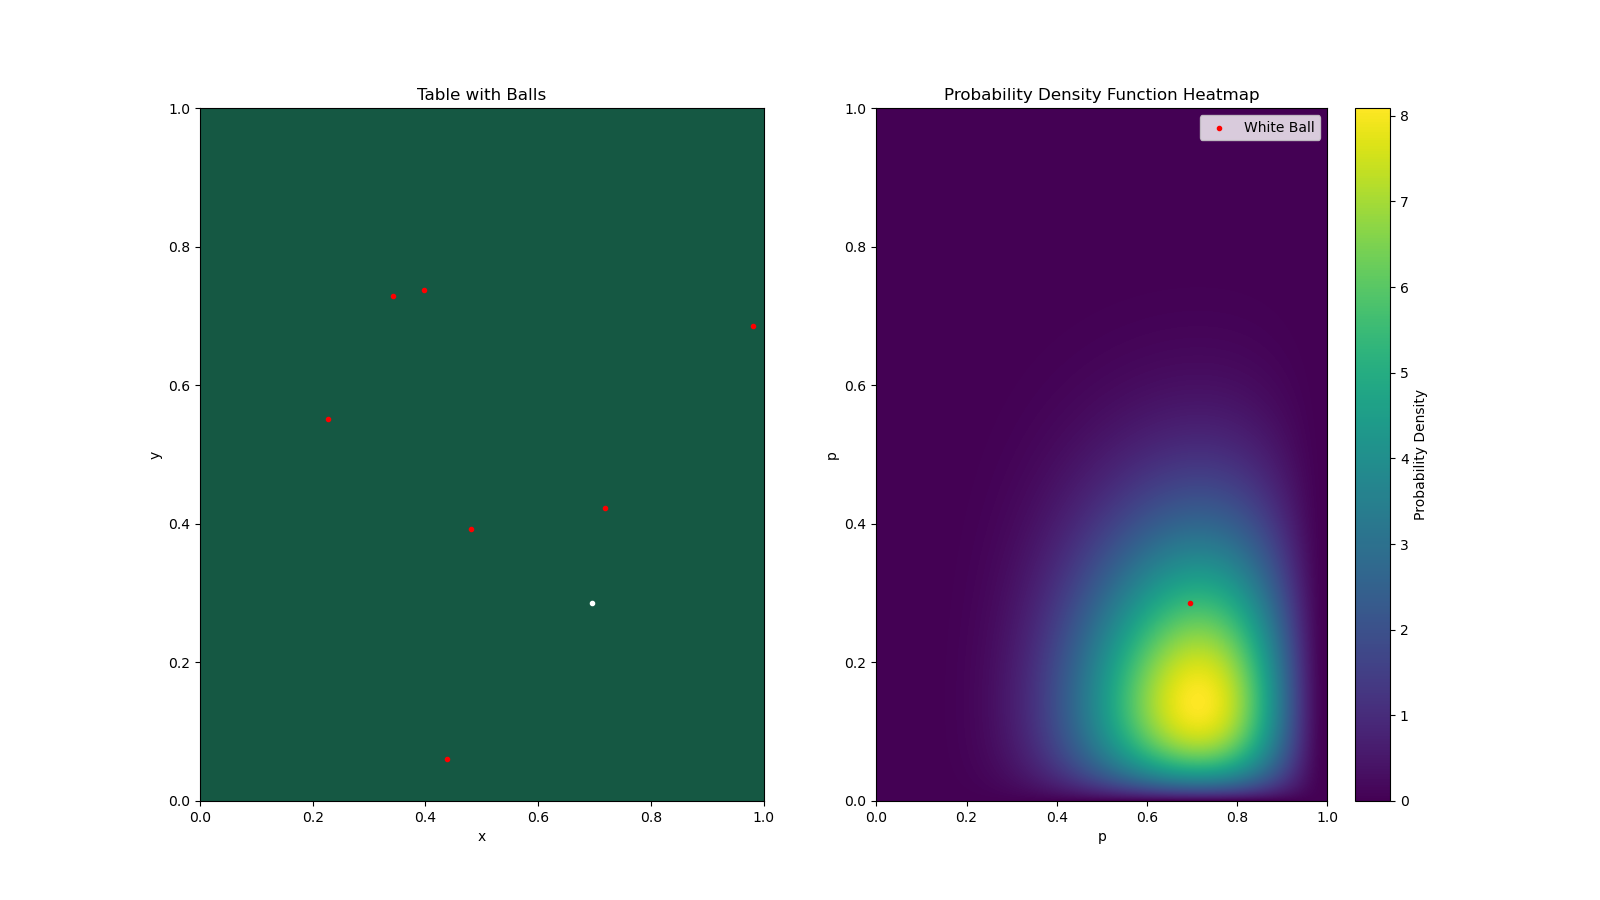 Table with Balls
1.0
0.8
0.6
0.4
0.2
0.0
y
0.0 0.2 0.4 0.6 0.8 1.0
x
Probability Density Function Heatmap
White Ball
1.0
0.8
0.6
0.4
0.2
0.0
p
0.0 0.2 0.4 0.6 0.8 1.0
p
8
7
6
5
4
3
2
1
0
Probability Density